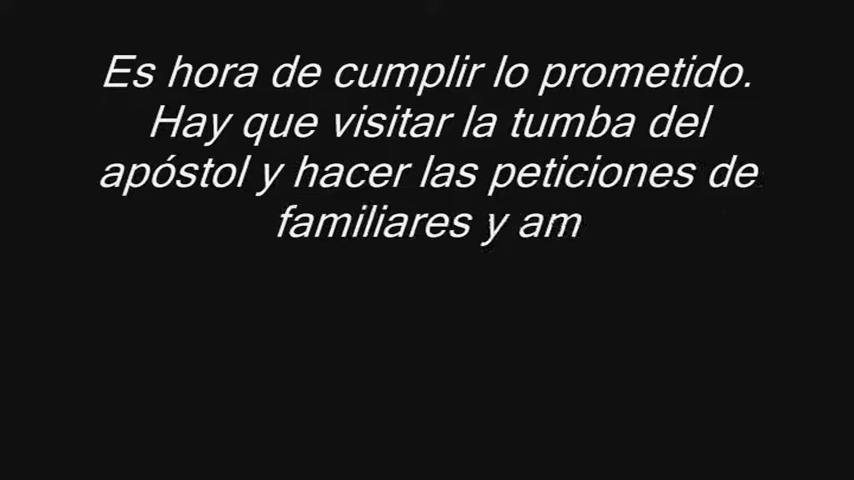 Es hora de cumplir lo prometido.
Hay que visitar la tumba del
apóstol y hacer las peticiones de
familiares y am